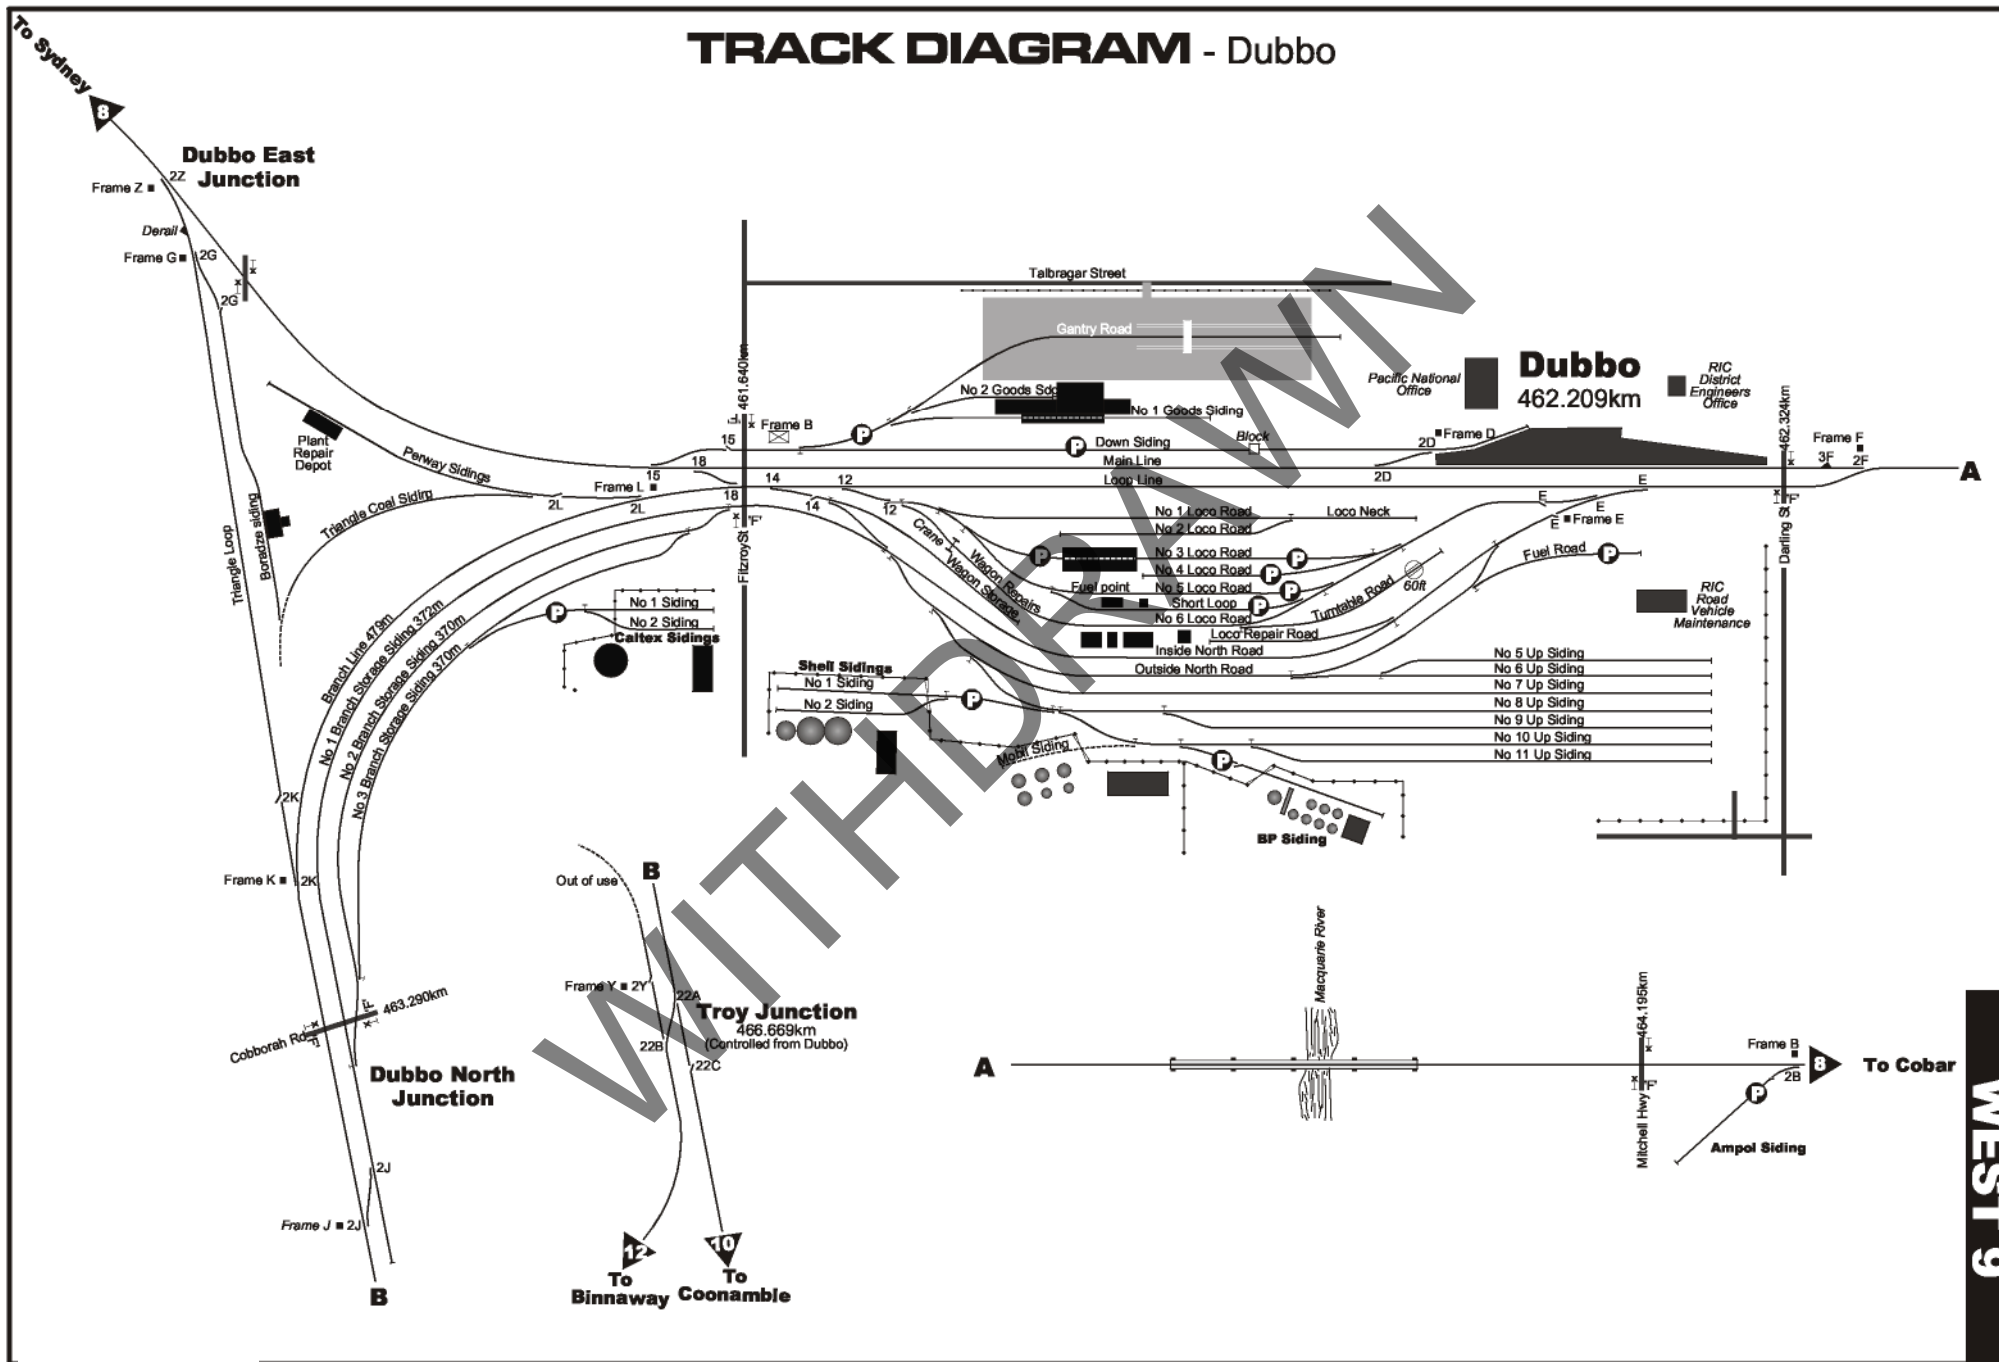 TRACK DIAGRAM - Dubbo
To Sydney
8
Dubbo East
Junction
2Z
Frame Z
Derail
Frame G
2G
2G
Talbragar Street
Gantry Road
461.640km
No 2 Goods Sdg
No 1 Goods Siding
Pacific National
Office
Dubbo
462.209km
RIC
District
Engineers
Office
462.324km
Frame B
P
15
P
Down Siding
Block
2D
Frame D
Frame F
3F
2F
18
Main Line
A
Plant
Repair
Depot
Perway Sidings
15
Frame L
14
12
Loop Line
2D
E
Triangle Coal Siding
2L
2L
18
'F'
14
12
E
E
E
Frame E
'F'
Darling St
Triangle Loop
Boradze siding
FitzroySt
Crane
Wagon Storage
Wagon Repairs
No 1 Loco Road
Loco Neck
No 2 Loco Road
P
No 3 Loco Road
P
No 4 Loco Road
P
Fuel point
No 5 Loco Road
P
Short Loop
P
No 6 Loco Road
Turntable Road
60ft
Fuel Road
P
Loco Repair Road
Inside North Road
Outside North Road
RIC
Road
Vehicle
Maintenance
P
No 1 Siding
No 2 Siding
Caltex Sidings
Branch Line 479m
No 1 Branch Storage Siding 372m
No 2 Branch Storage Siding 370m
No 3 Branch Storage Siding 370m
Shell Sidings
No 1 Siding
No 2 Siding
P
No 5 Up Siding
No 6 Up Siding
No 7 Up Siding
No 8 Up Siding
No 9 Up Siding
No 10 Up Siding
No 11 Up Siding
Mobil Siding
P
BP Siding
2K
Frame K
2K
Out of use
B
Frame Y
2Y
22A
Troy Junction
466.669km
(Controlled from Dubbo)
22B
22C
Cobborah Rd
'F'
'F'
463.290km
Dubbo North
Junction
2J
Frame J
2J
B
12
To
Binnaway
10
To
Coonamble
Macquarie River
A
464.195km
Mitchell Hwy
'F'
Frame B
2B
P
8
To Cobar
Ampol Siding
WEST 9
WITHDRAWN